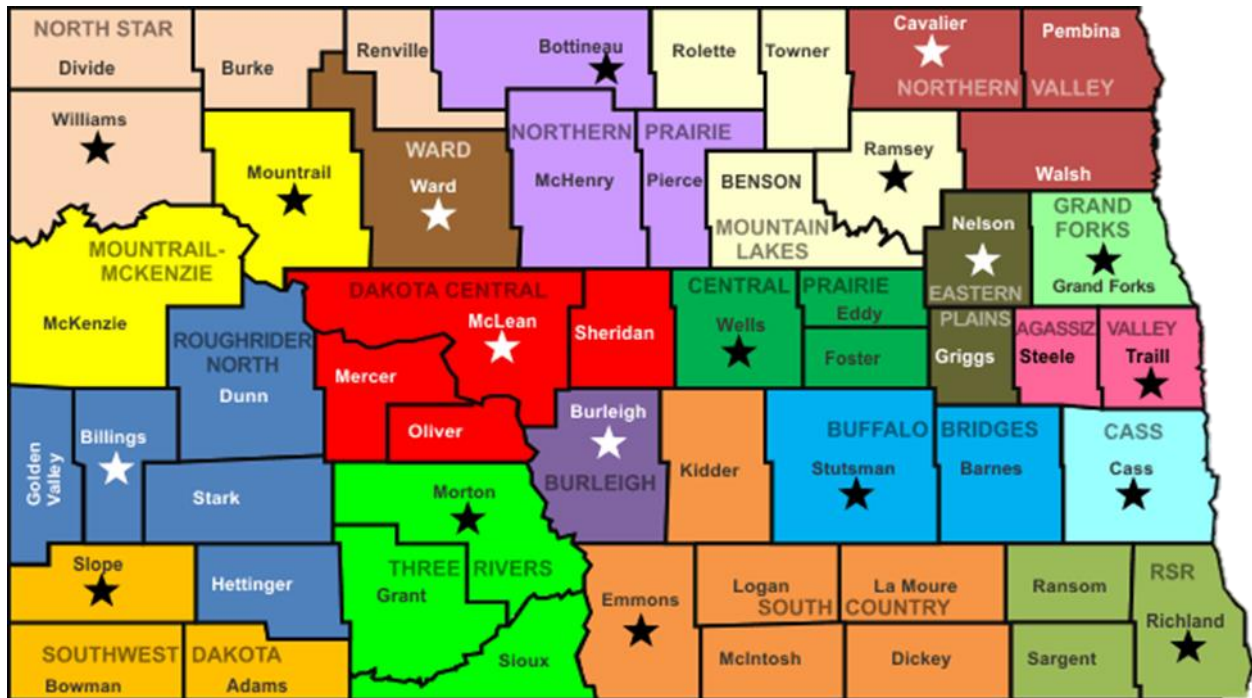 NORTH STAR
Divide
Burke
Renville
Bottineau
Rolette
Towner
Cavalier
Pembina
NORTHERN VALLEY
Williams
Mountrail
WARD
Ward
NORTHERN PRAIRIE
McHenry
Pierce
BENSON
MOUNTAIN
LAKES
Ramsey
Walsh
Nelson
GRAND
FORKS
Grand Forks
MOUNTRAIL-
MCKENZIE
McKenzie
ROUGHRIDER
NORTH
Dunn
DAKOTA CENTRAL
McLean
Sheridan
Mercer
Oliver
CENTRAL PRAIRIE
Wells
Eddy
Foster
EASTERN
PLAINS
Griggs
AGASSIZ VALLEY
Steele
Traill
Golden
Valley
Billings
Stark
Burleigh
BURLEIGH
Kidder
BUFFALO BRIDGES
Stutsman
Barnes
CASS
Cass
Morton
THREE RIVERS
Grant
Sioux
Slope
Hettinger
SOUTHWEST DAKOTA
Bowman
Adams
Emmons
Logan
La Moure
SOUTH COUNTRY
McIntosh
Dickey
Ransom
RSR
Richland
Sargent